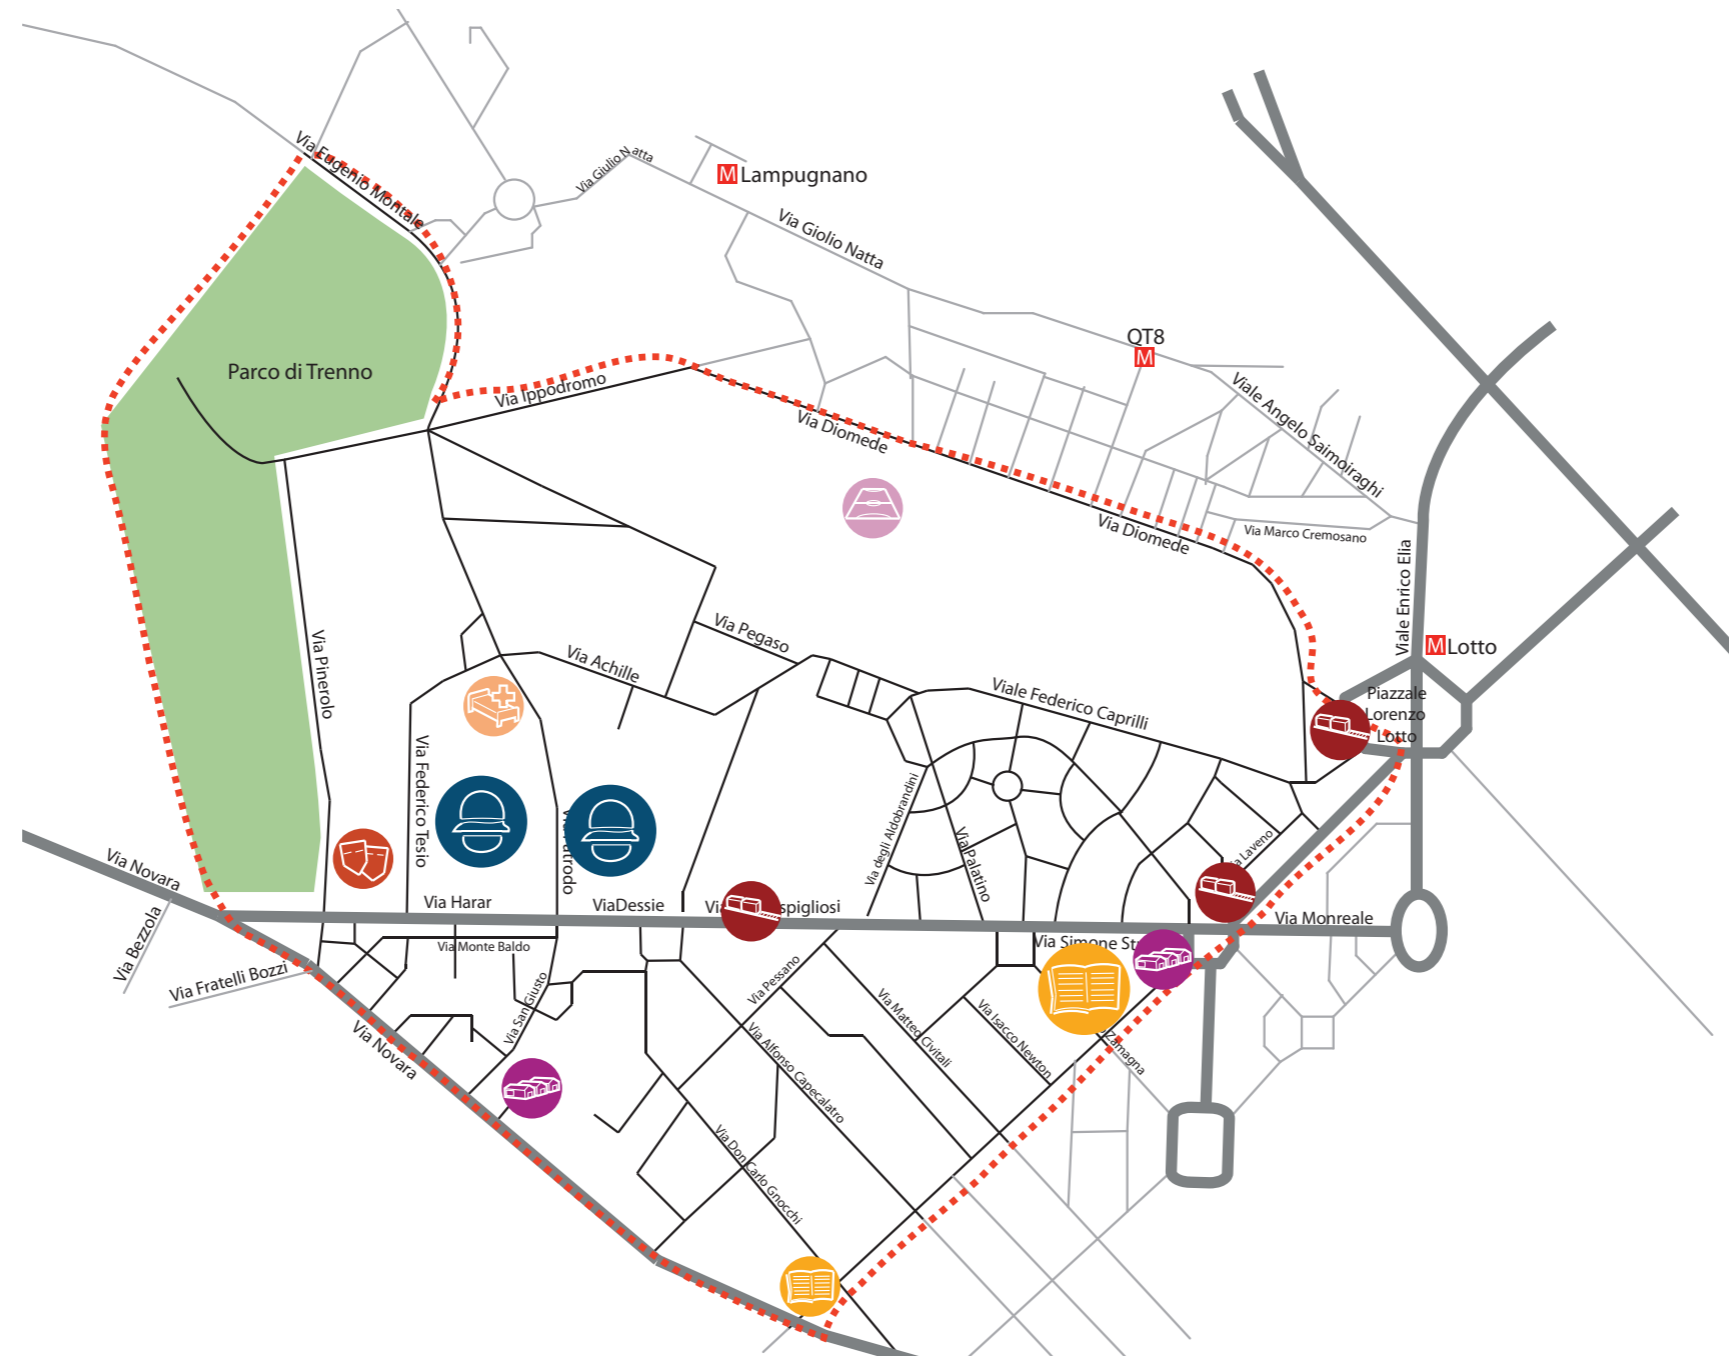 Via Eugenio Montale
Via Giulio Natta
M Lampugnano
Via Giolio Natta
QT8
M
Viale Angelo Saimoiraghi
Parco di Trenno
Via Ippodromo
Via Diomede
Via Diomede
Via Marco Cremosano
Viale Enrico Elia
M Lotto
Piazzale
Lorenzo
Lotto
Via Pinerolo
Via Achille
Via Pegaso
Viale Federico Caprilli
Via Federico Tesio
Via degli Aldobrandini
Via Palatino
Via Novara
Via Bezzola
Via Fratelli Bozzi
Via Harar
ViaDessie
spigliosi
Via Monreale
Via Simone
Via Monte Baldo
Via San Giusto
Via Novara
Via Pessano
Via Matteo Civitali
Via Isacco Newton
Zamagna
Via Alfonso Capecalatro
Via Don Carlo Gnocchi
Laveno